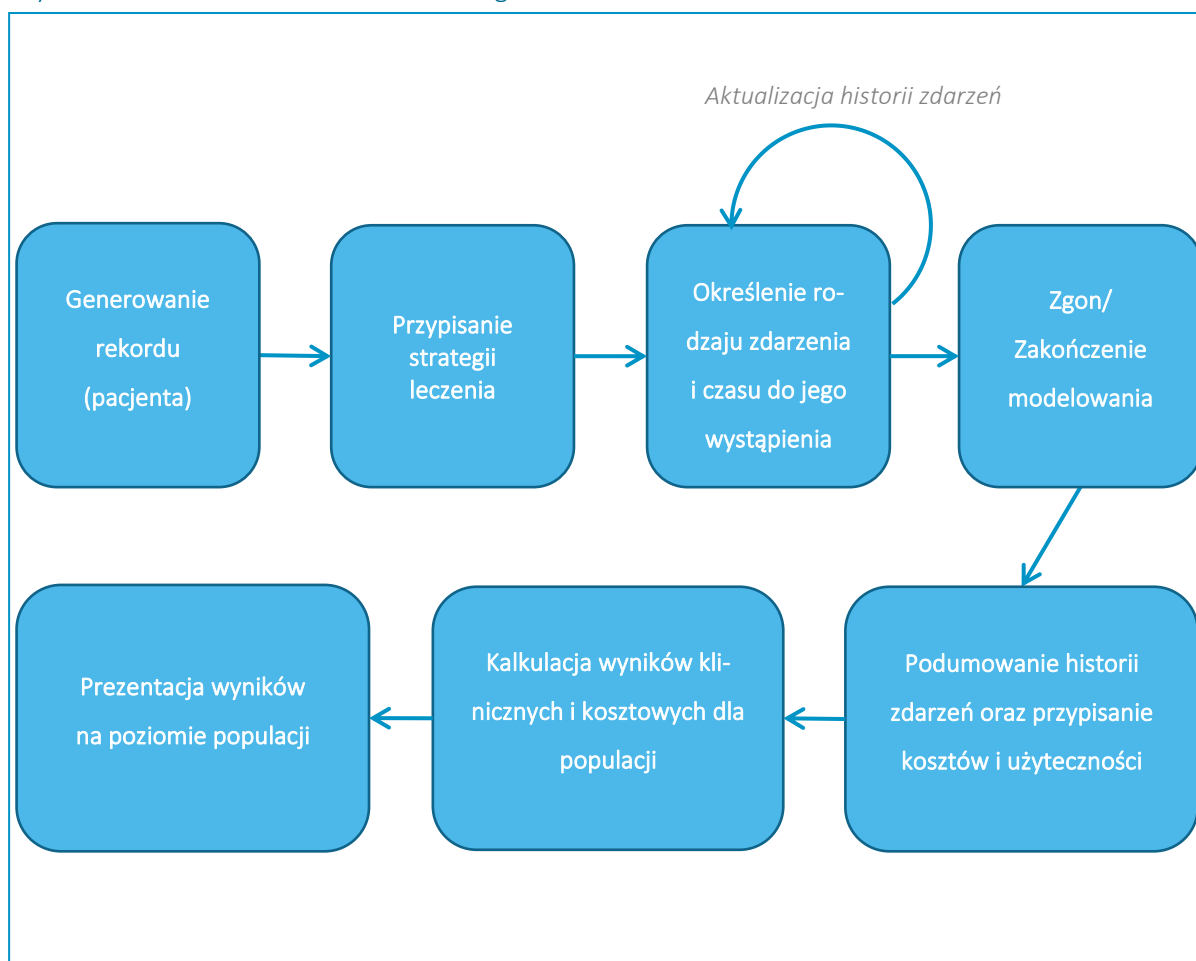 Aktualizacja historii zdarzeń
Generowanie
rekordu
(pacjenta)
Przypisanie
strategii
leczenia
Określenie ro-
dzaju zdarzenia
i czasu do jego
wystąpienia
Zgon/
Zakończenie
modelowania
Podumowanie historii
zdarzeń oraz przypisanie
kosztów i użyteczności
Kalkulacja wyników kli-
nicznych i kosztowych dla
populacji
Prezentacja wyników
na poziomie populacji